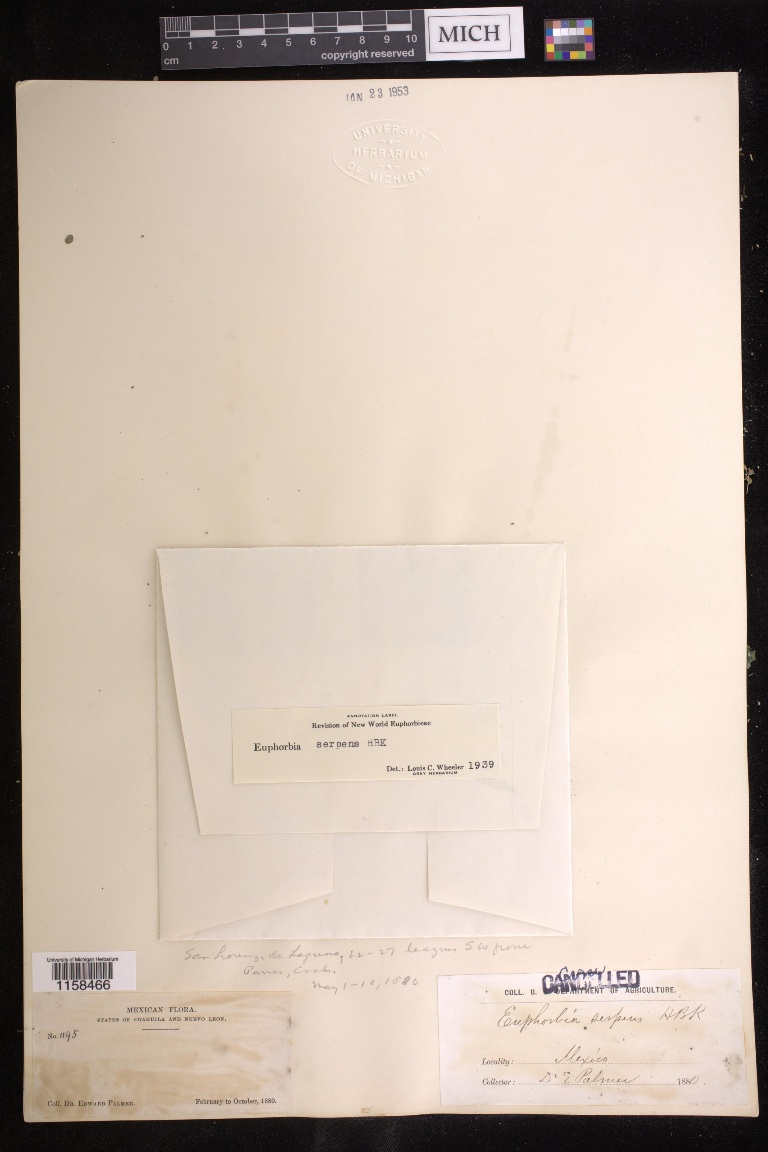 0 1 2 3 4 5 6 7 8 9 10
cm
copyright reserved
MICH
JAN 23 1953
UNIVERSITY
HERBARIUM
OF MICHIGAN
ANNOTATION LABEL
Revision of New World Euphorbieae
Euphorbia serpens HBK
Det.: Louis C. Wheeler 1939
GRAY HERBARIUM
San Lorenzo de Laguna, 22-27 leagues SW from
Parras, Coah.
May 1-10, 1880
University of Michigan Herbarium
1158466
MEXICAN FLORA.
STATES OF COAHUILA AND NUEVO LEON.
No. 1195
Coll. Dr. Edward Palmer.
February to October, 1880.
CANCELLED
COLL. U. S. DEPARTMENT OF AGRICULTURE.
Euphorbia serpens HBK
Locality: Mexico
Collector: Dr. E. Palmer 1880.